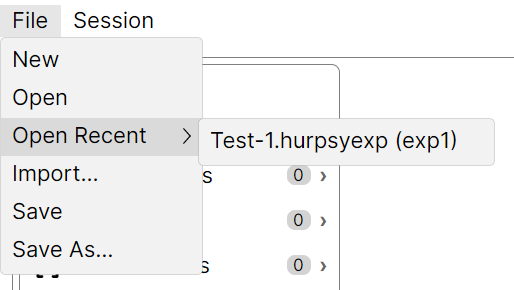 File Session
New
Open
Open Recent
Test-1.hurpsyexp (exp1)
Import...
s 0
Save
0
Save As...
s 0